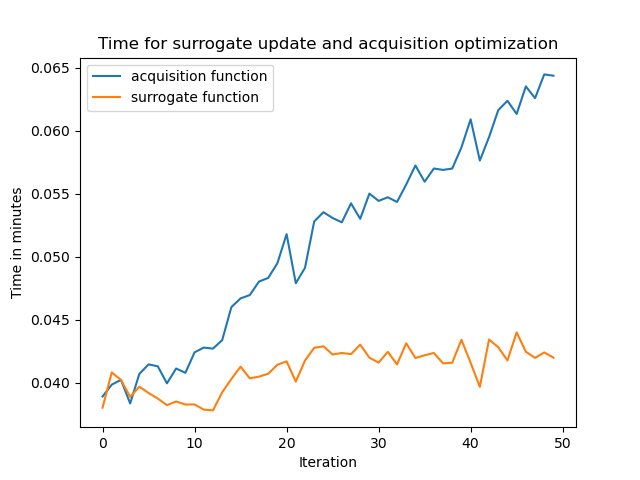 Time for surrogate update and acquisition optimization
acquisition function
surrogate function
Time in minutes
0.065
0.060
0.055
0.050
0.045
0.040
0 10 20 30 40 50
Iteration